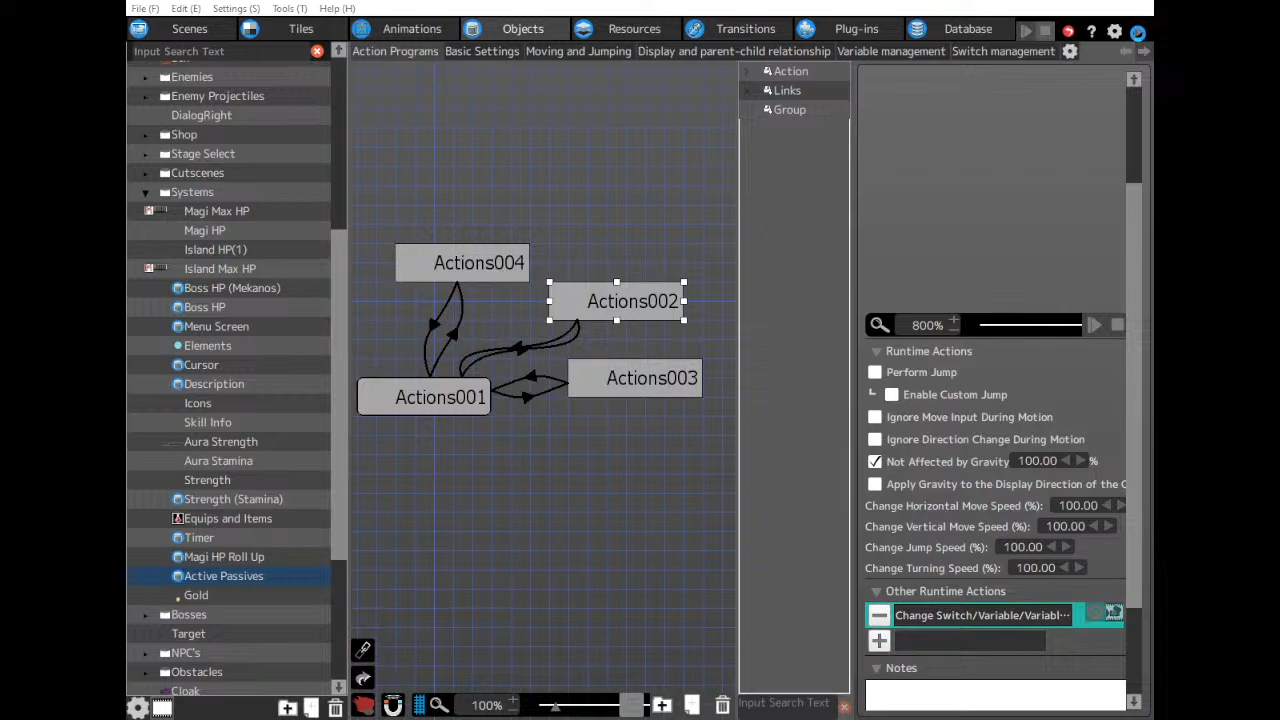 File (F) Edit (E) Settings (S) Tools (T) Help (H)
Scenes Tiles Animations Objects Resources Transitions Plug-ins Database
Input Search Text
Action Programs Basic Settings Moving and Jumping Display and parent-child relationship Variable management Switch management
Enemies
Enemy Projectiles
DialogRight
Shop
Stage Select
Cutscenes
Systems
Magi Max HP
Magi HP
Island HP(1)
Island Max HP
Boss HP (Mekanos)
Boss HP
Menu Screen
Elements
Cursor
Description
Icons
Skill Info
Aura Strength
Aura Stamina
Strength
Strength (Stamina)
Equips and Items
Timer
Magi HP Roll Up
Active Passives
Gold
Bosses
Target
NPC's
Obstacles
Cloak
Actions004
Actions002
Actions003
Actions001
100%
Action
Links
Group
Input Search Text
800%
Runtime Actions
Perform Jump
Enable Custom Jump
Ignore Move Input During Motion
Ignore Direction Change During Motion
Not Affected by Gravity 100.00 %
Apply Gravity to the Display Direction of the
Change Horizontal Move Speed (%): 100.00
Change Vertical Move Speed (%): 100.00
Change Jump Speed (%): 100.00
Change Turning Speed (%): 100.00
Other Runtime Actions
Change Switch/Variable/Variabl···
Notes